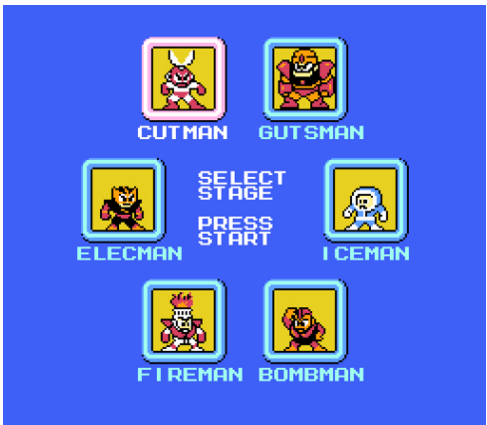 CUTMAN GUTSMAN
SELECT
STAGE
PRESS
START
ELECMAN ICEMAN
FIREMAN BOMBMAN